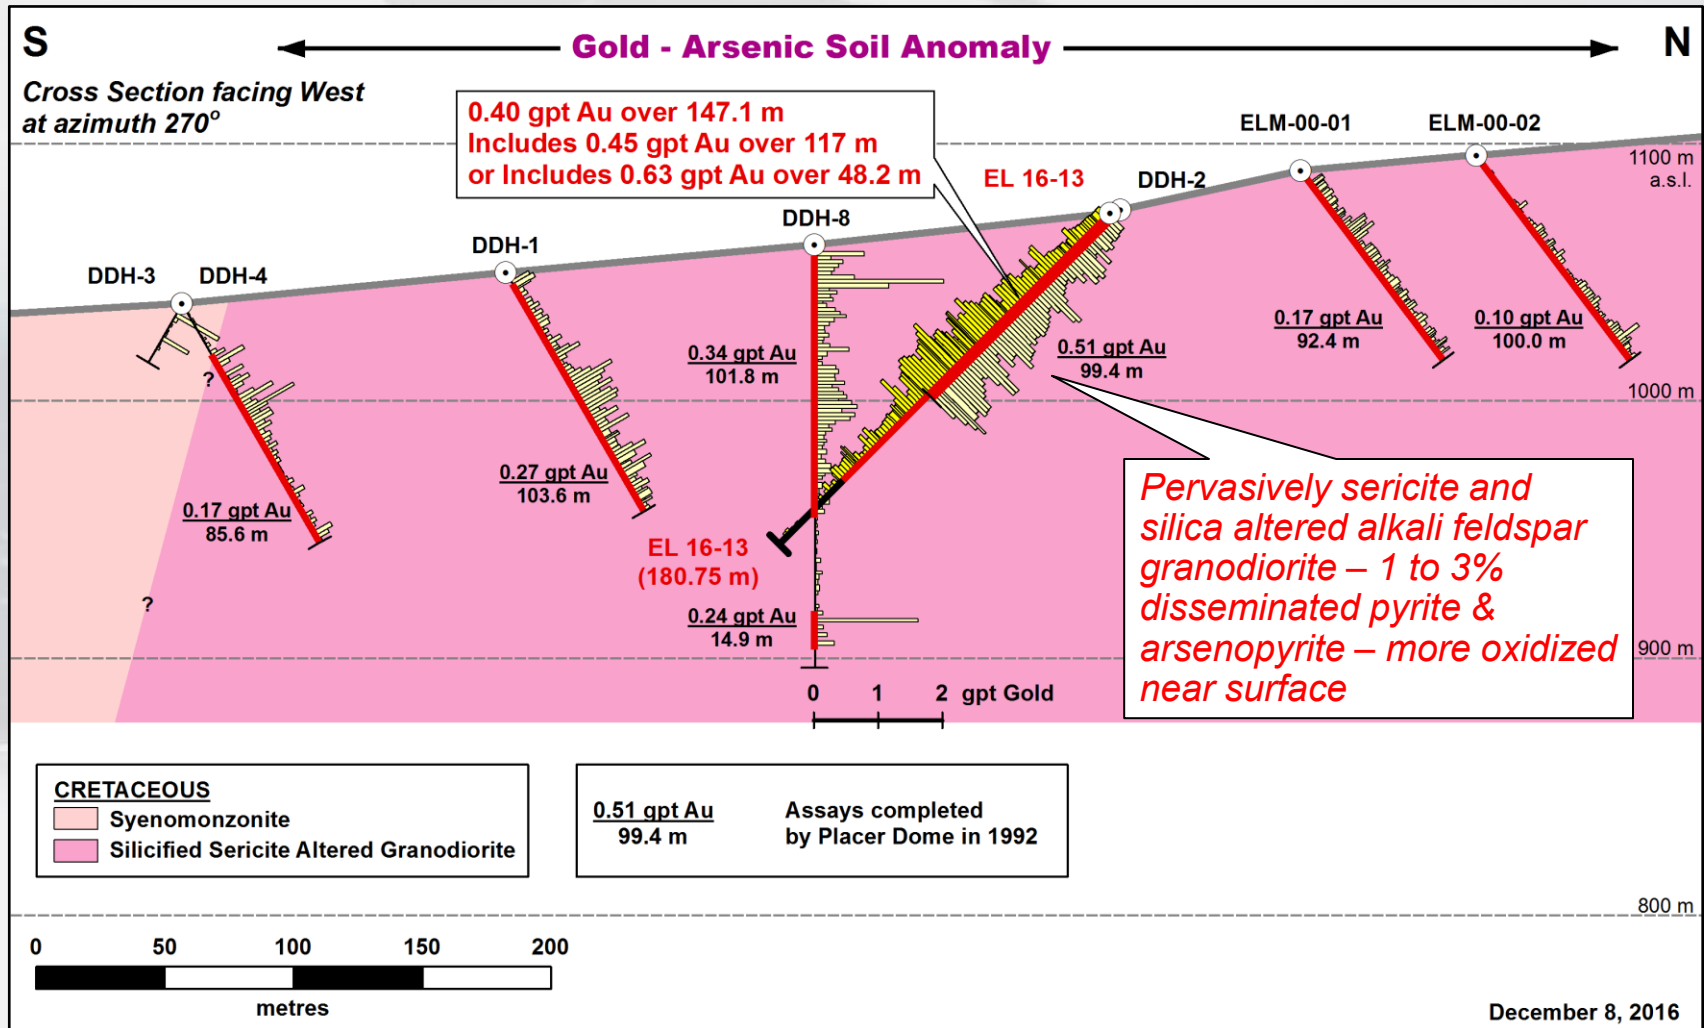 S
Gold - Arsenic Soil Anomaly
N
Cross Section facing West
at azimuth 270°
0.40 gpt Au over 147.1 m
Includes 0.45 gpt Au over 117 m
or Includes 0.63 gpt Au over 48.2 m
ELM-00-01
ELM-00-02
1100 m
a.s.l.
EL 16-13
DDH-2
DDH-8
DDH-1
DDH-3
DDH-4
0.17 gpt Au
92.4 m
0.10 gpt Au
100.0 m
0.34 gpt Au
101.8 m
0.51 gpt Au
99.4 m
?
1000 m
0.27 gpt Au
103.6 m
0.17 gpt Au
85.6 m
EL 16-13
(180.75 m)
Pervasively sericite and
silica altered alkali feldspar
granodiorite – 1 to 3%
disseminated pyrite &
arsenopyrite – more oxidized
near surface
?
0.24 gpt Au
14.9 m
900 m
0 1 2 gpt Gold
CRETACEOUS
Syenomonzonite
Silicified Sericite Altered Granodiorite
0.51 gpt Au
99.4 m
Assays completed
by Placer Dome in 1992
800 m
0 50 100 150 200
metres
December 8, 2016